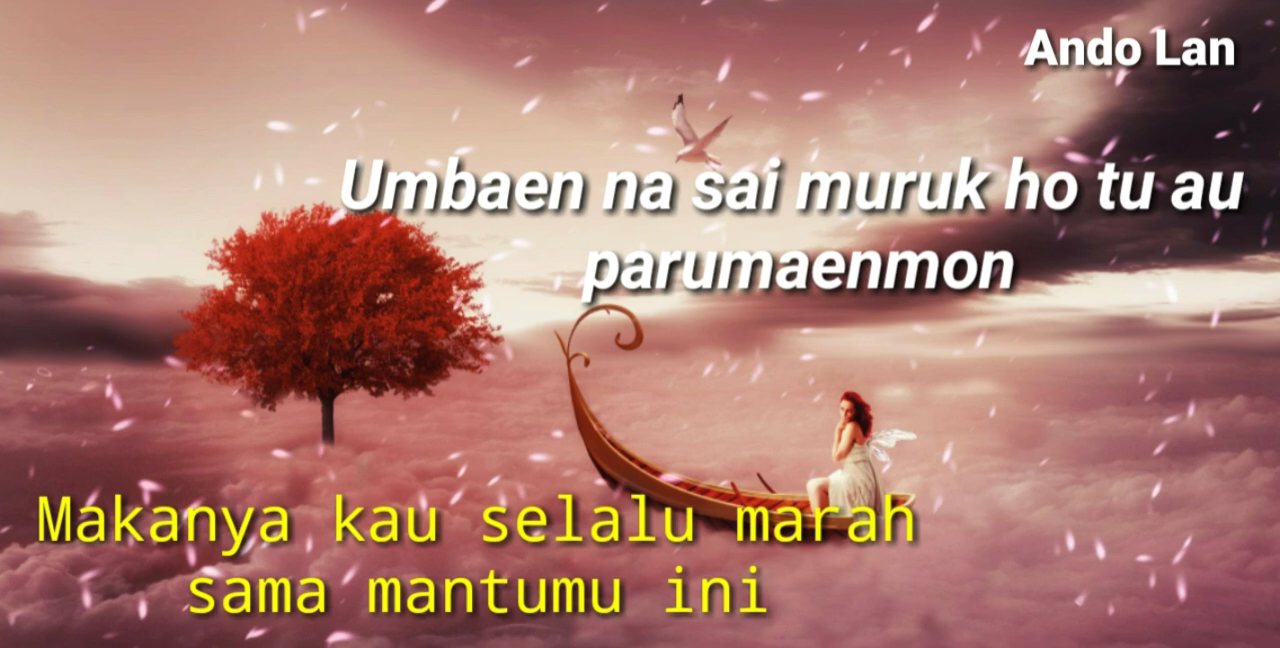 Ando Lan
Umbaen na sai muruk ho tu au
parumaenmon
Makanya kau selalu marah
sama mantumu ini